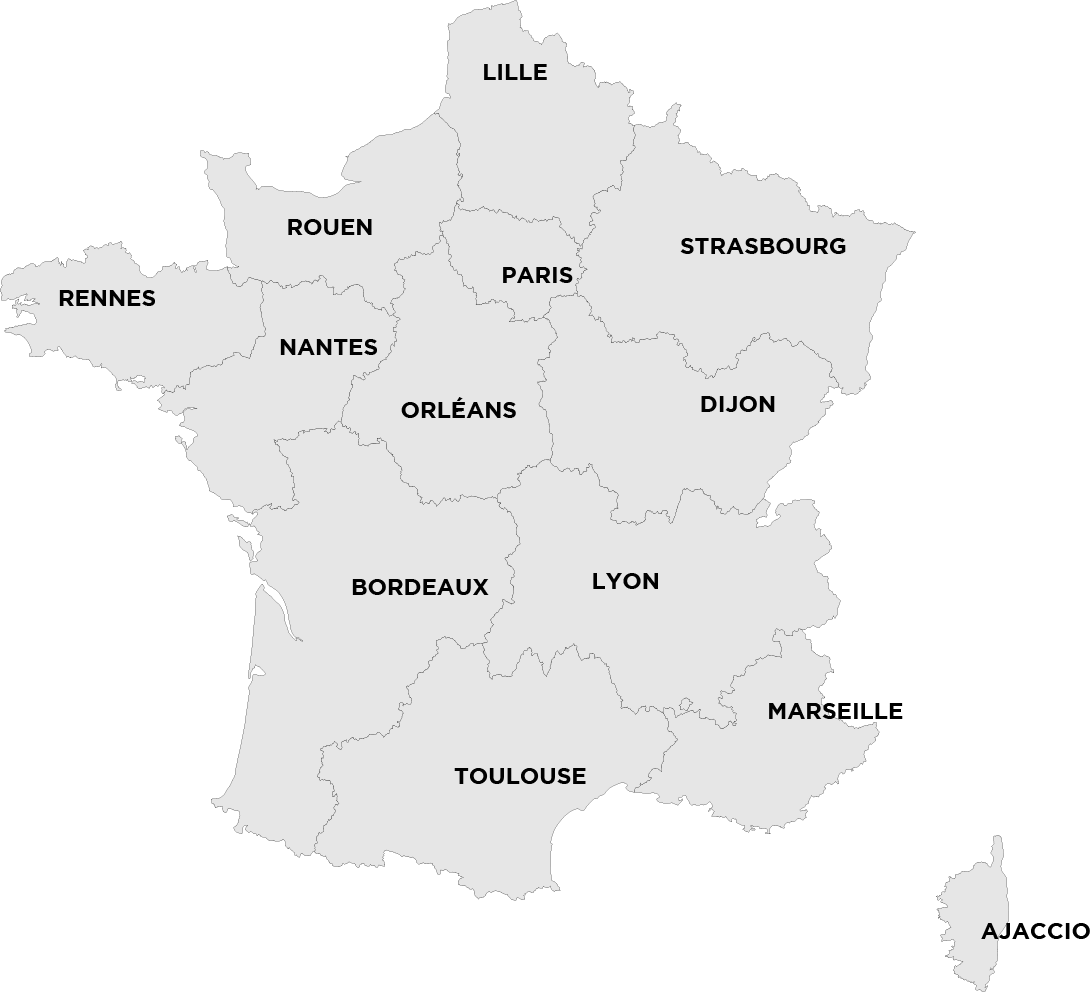 LILLE
ROUEN
STRASBOURG
PARIS
RENNES
NANTES
DIJON
ORLÉANS
LYON
BORDEAUX
MARSEILLE
TOULOUSE
AJACCIO